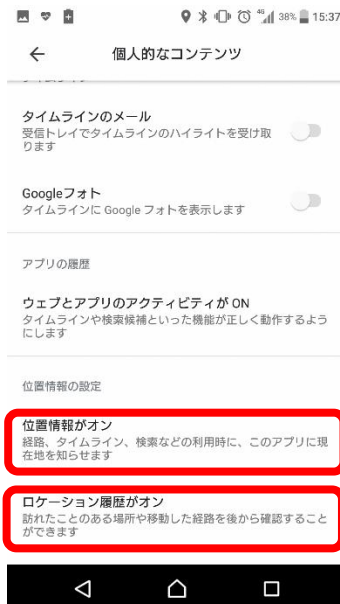 46 38% 15:37
個人的なコンテンツ
タイムラインのメール
受信トレイでタイムラインのハイライトを受け取
ります
Googleフォト
タイムラインに Google フォトを表示します
アプリの履歴
ウェブとアプリのアクティビティが ON
タイムラインや検索候補といった機能が正しく動作するよう
にします
位置情報の設定
位置情報がオン
経路、タイムライン、検索などの利用時に、このアプリに現
在地を知らせます
ロケーション履歴がオン
訪れたことのある場所や移動した経路を後から確認すること
ができます